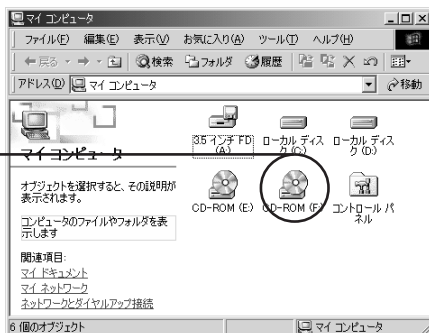 マイ コンピュータ
ファイル(F) 編集(E) 表示(V) お気に入り(A) ツール(T) ヘルプ(H)
戻る 検索 フォルダ 履歴
アドレス(D) マイ コンピュータ 移動
マイ コンピュータ
オブジェクトを選択すると、その説明が
表示されます。
コンピュータのファイルやフォルダを表
示します
関連項目:
マイ ドキュメント
マイ ネットワーク
ネットワークとダイヤルアップ接続
3.5 インチ FD
(A:)
ローカル ディス
ク (C:)
ローカル ディス
ク (D:)
CD-ROM (E:)
CD-ROM (F:)
コントロール パ
ネル
6 個のオブジェクト マイ コンピュータ